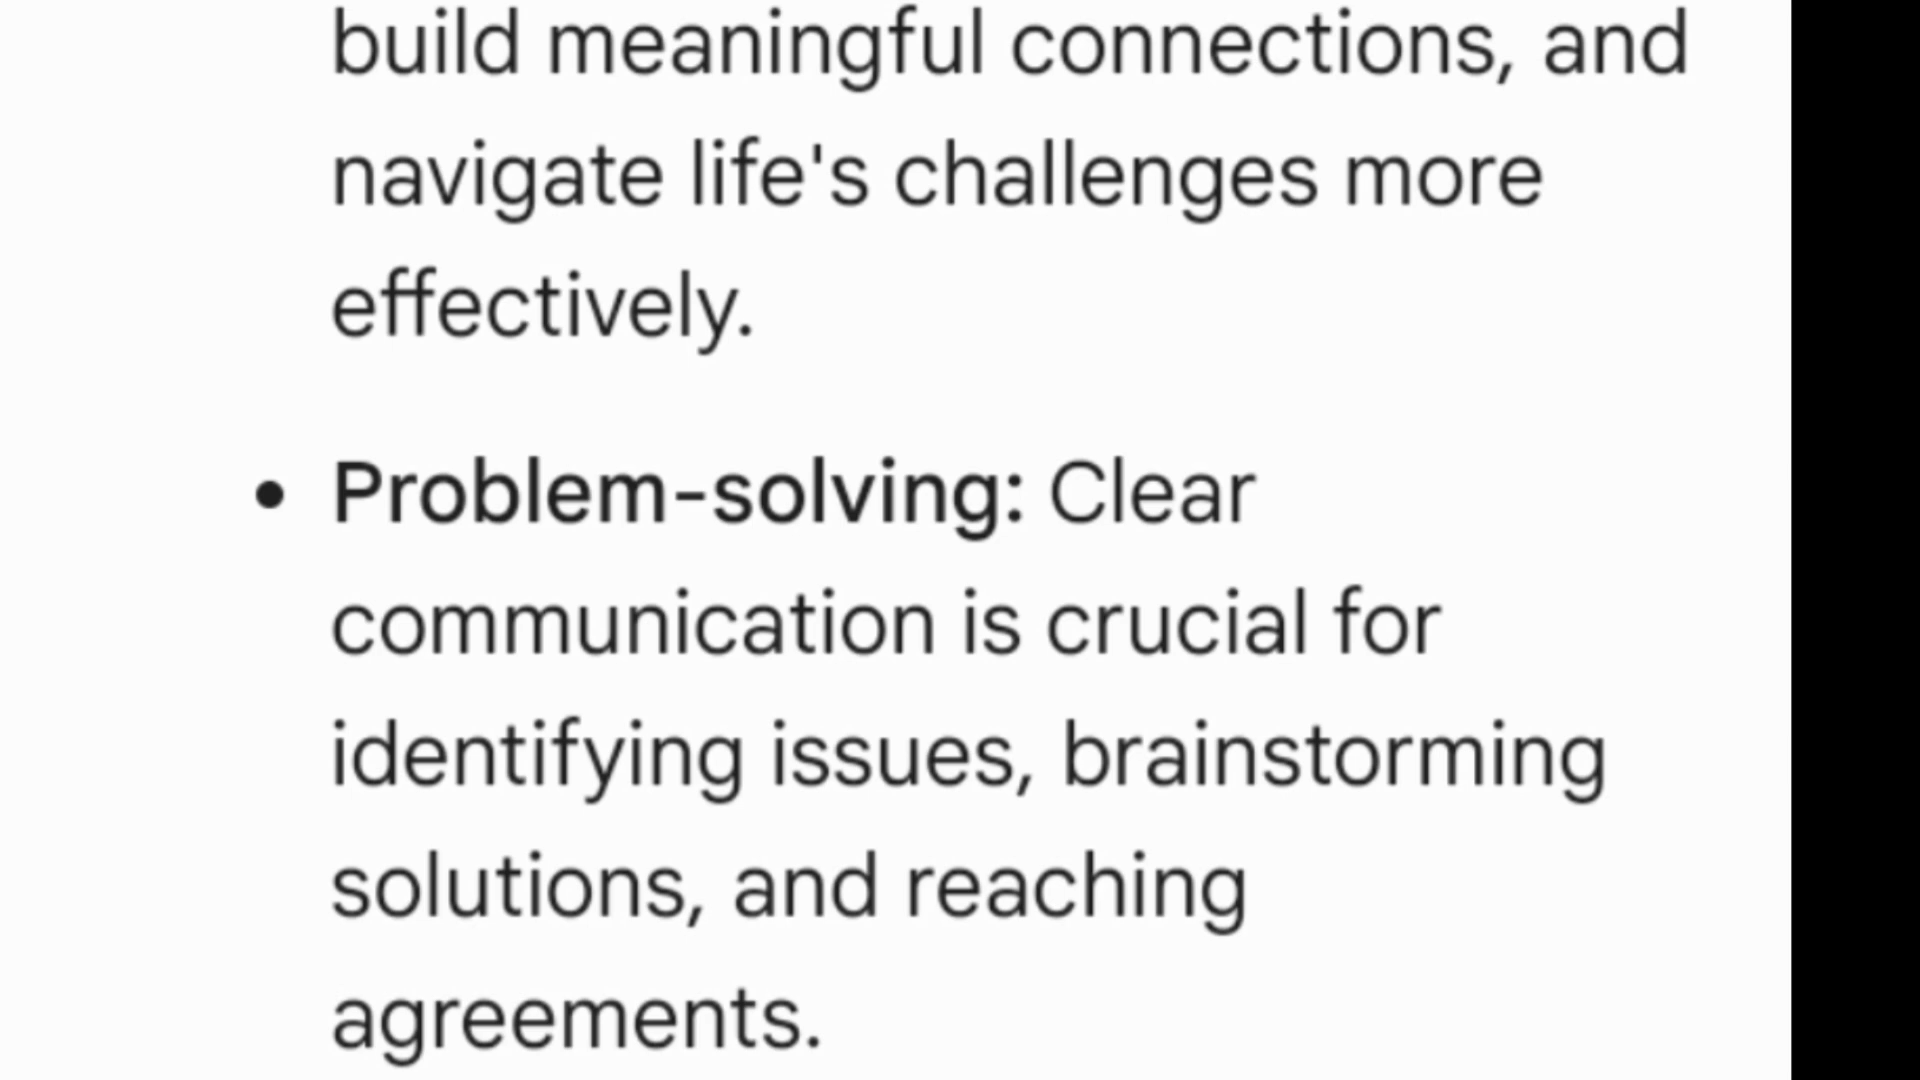 build meaningful connections, and
navigate life's challenges more
effectively.
• Problem-solving: Clear
communication is crucial for
identifying issues, brainstorming
solutions, and reaching
agreements.